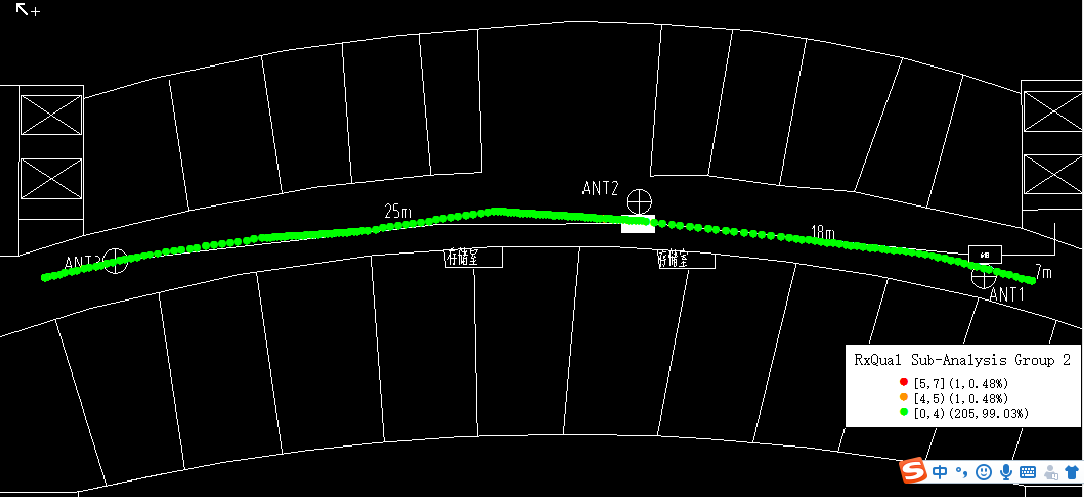 ANT2
25m
18m
存储室
存储室
7m
ANT1
RxQual Sub-Analysis Group 2
[5,7](1,0.48%)
[4,5)(1,0.48%)
[0,4)(205,99.03%)
S中